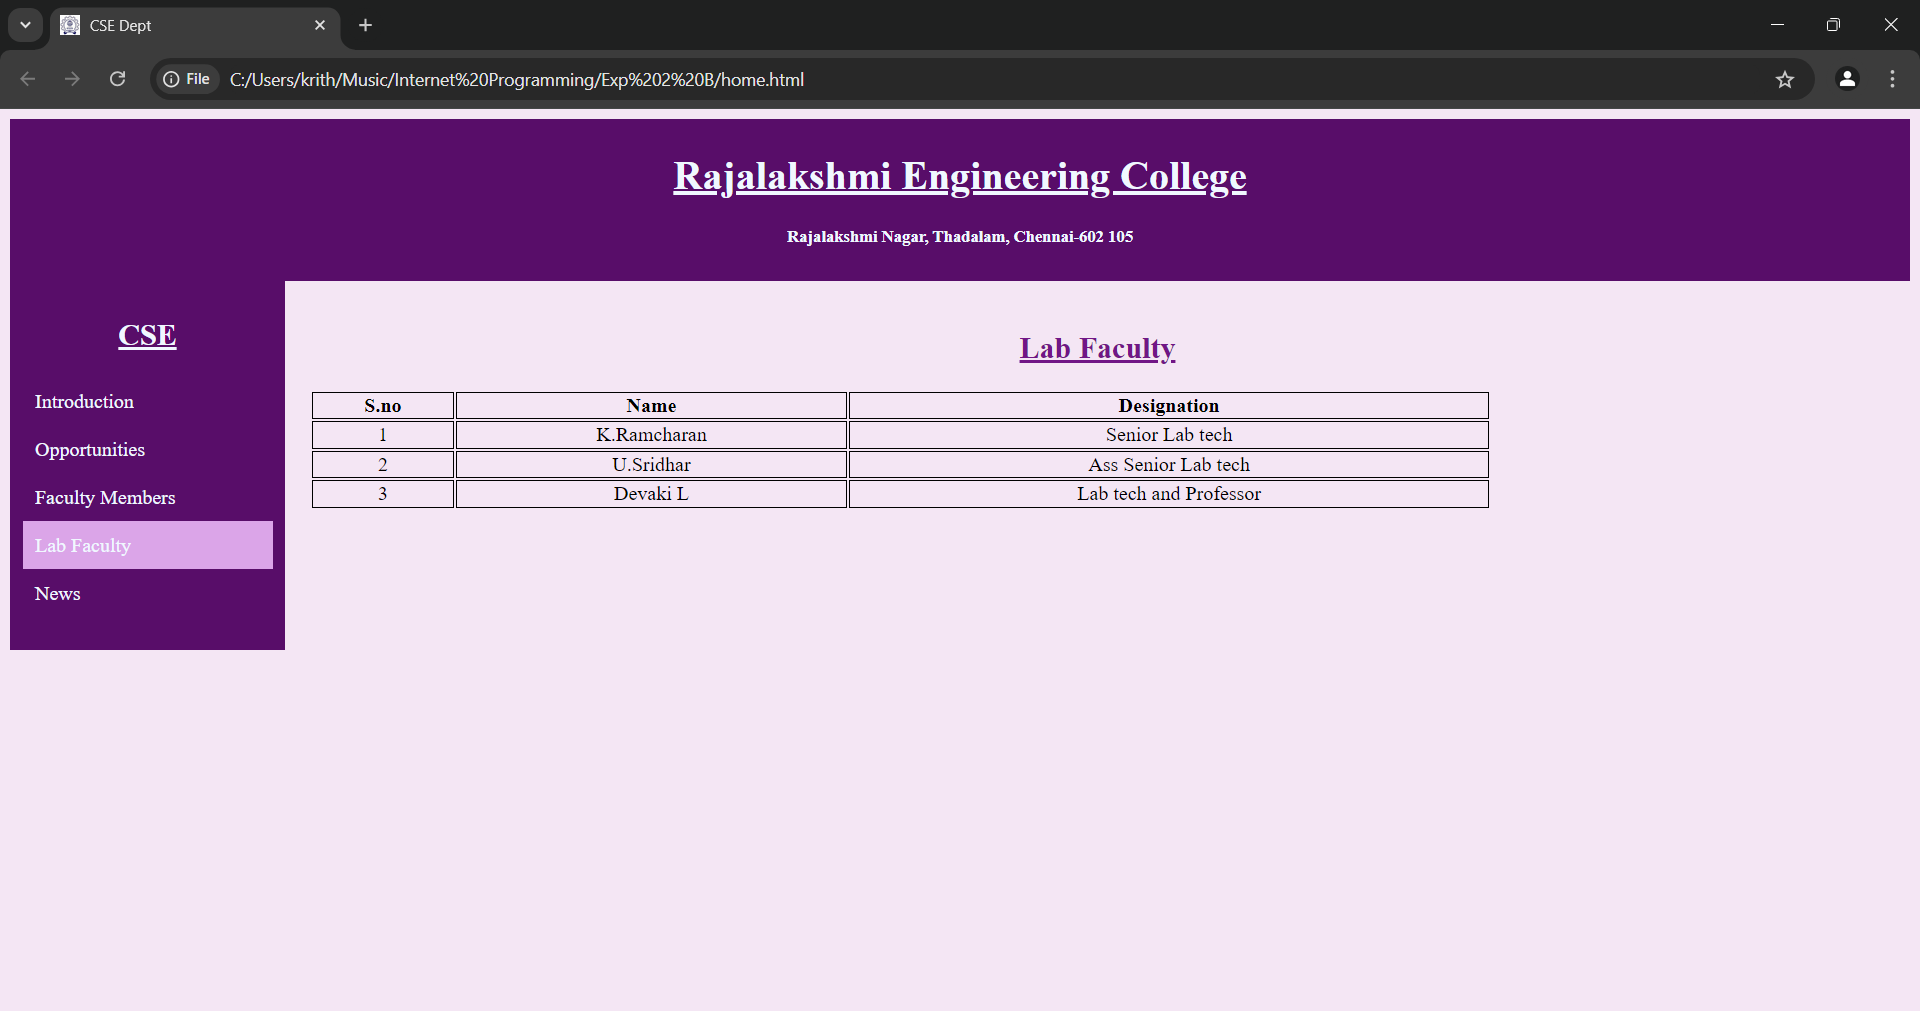 CSE Dept
File C:/Users/krith/Music/Internet%20Programming/Exp%202%20B/home.html
Rajalakshmi Engineering College
Rajalakshmi Nagar, Thadalam, Chennai-602 105
CSE
Introduction
Opportunities
Faculty Members
Lab Faculty
News
Lab Faculty
S.no Name Designation
1 K.Ramcharan Senior Lab tech
2 U.Sridhar Ass Senior Lab tech
3 Devaki L Lab tech and Professor